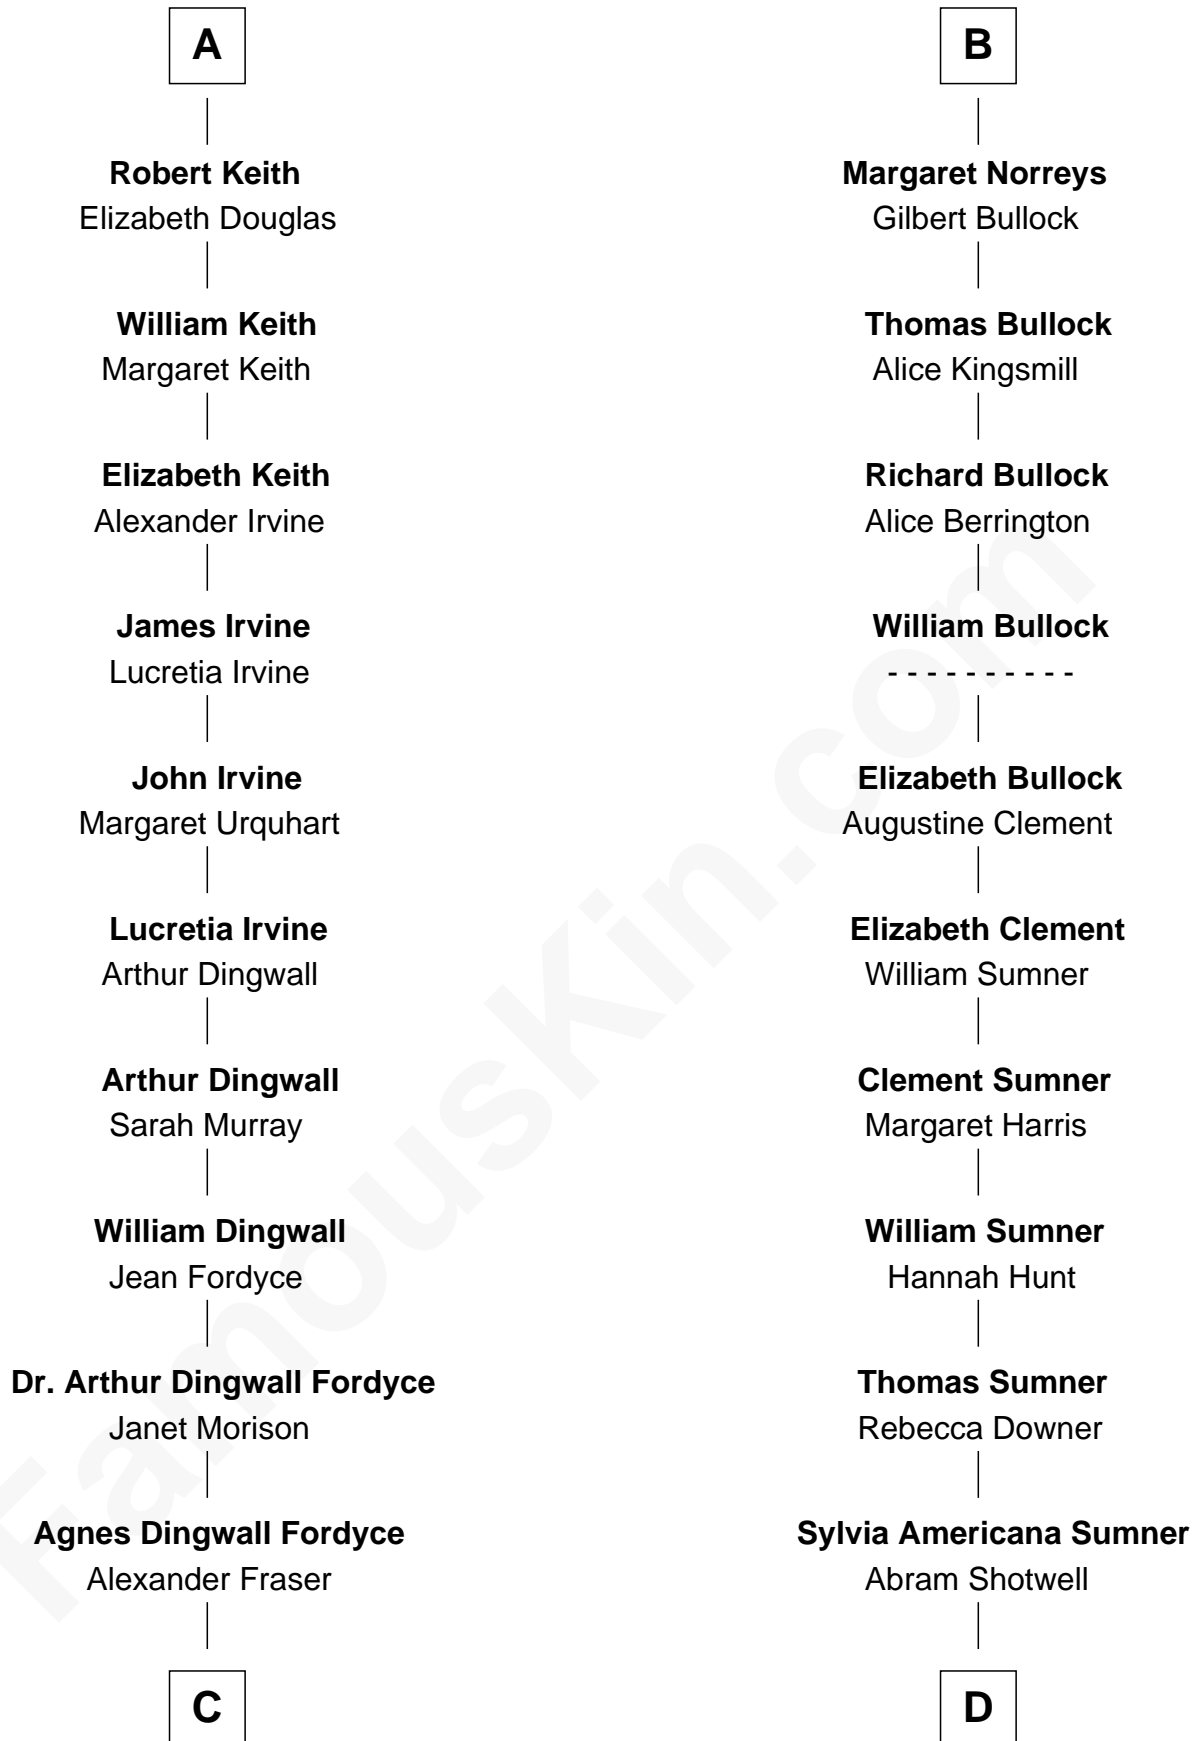 A
Robert Keith
Elizabeth Douglas
William Keith
Margaret Keith
Elizabeth Keith
Alexander Irvine
James Irvine
Lucretia Irvine
John Irvine
Margaret Urquhart
Lucretia Irvine
Arthur Dingwall
Arthur Dingwall
Sarah Murray
William Dingwall
Jean Fordyce
Dr. Arthur Dingwall Fordyce
Janet Morison
Agnes Dingwall Fordyce
Alexander Fraser
C
B
Margaret Norreys
Gilbert Bullock
Thomas Bullock
Alice Kingsmill
Richard Bullock
Alice Berrington
William Bullock
- - - - - - - - - -
Elizabeth Bullock
Augustine Clement
Elizabeth Clement
William Sumner
Clement Sumner
Margaret Harris
William Sumner
Hannah Hunt
Thomas Sumner
Rebecca Downer
Sylvia Americana Sumner
Abram Shotwell
D
FamousKin.com